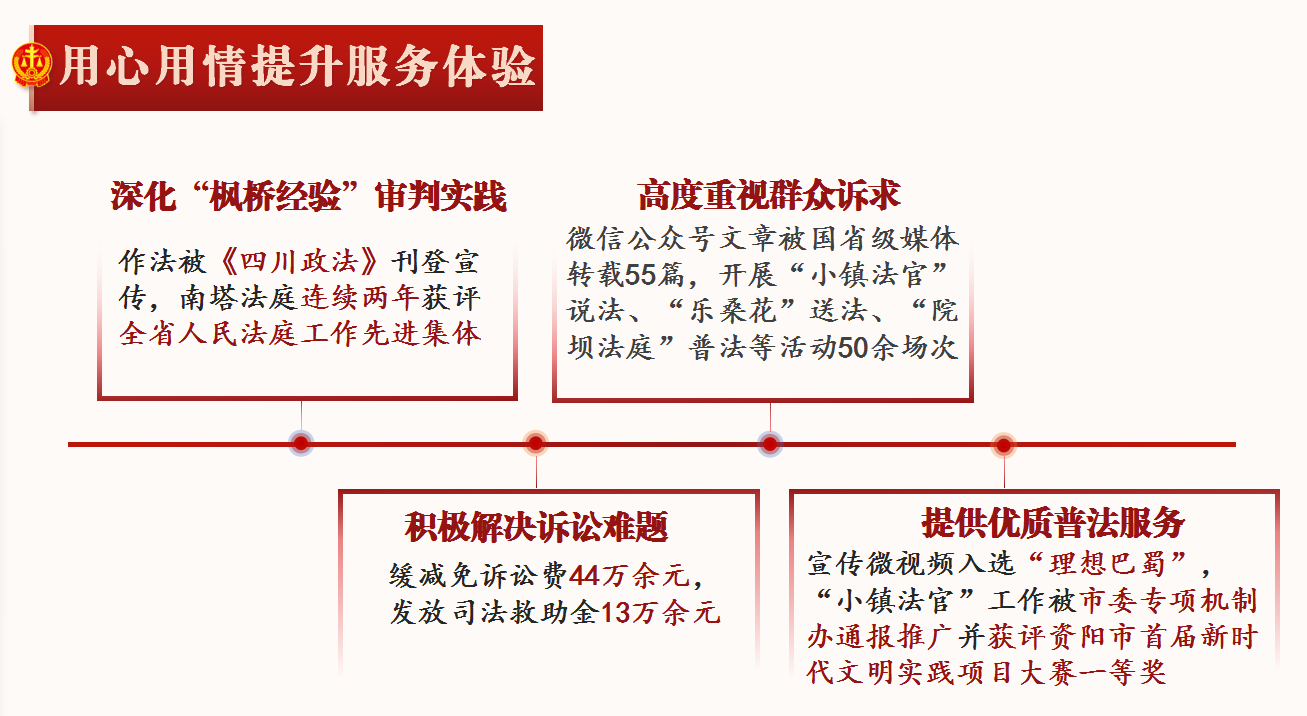 用心用情提升服务体验
深化“枫桥经验”审判实践
作法被《四川政法》刊登宣
传，南塔法庭连续两年获评
全省人民法庭工作先进集体
高度重视群众诉求
微信公众号文章被国省级媒体
转载55篇，开展“小镇法官”
说法、“乐桑花”送法、“院
坝法庭”普法等活动50余场次
积极解决诉讼难题
缓减免诉讼费44万余元，
发放司法救助金13万余元
提供优质普法服务
宣传微视频入选“理想巴蜀”，
“小镇法官”工作被市委专项机制
办通报推广并获评资阳市首届新时
代文明实践项目大赛一等奖